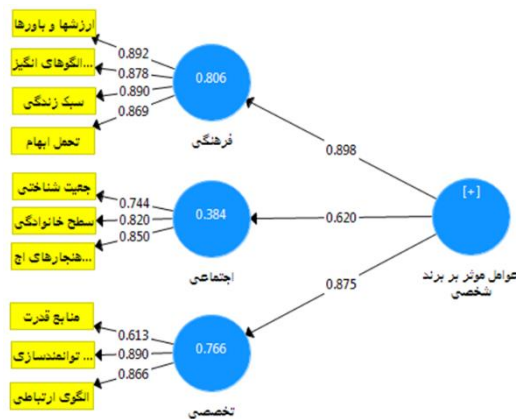 ارزشها و باورها
الگوهای انگیز...
سبک زندگی
تحمل ابهام
0.892
0.878
0.890
0.869
0.806
فرهنگی
0.898
جعیت شناختی
سطح خانوادگی
هنجارهای اج...
0.744
0.820
0.850
0.384
اجتماعی
0.620
[+]
عوامل موثر بر برند
شخصی
0.875
منابع قدرت
توانمندسازی ...
الگوی ارتباطی
0.613
0.890
0.866
0.766
تخصصی